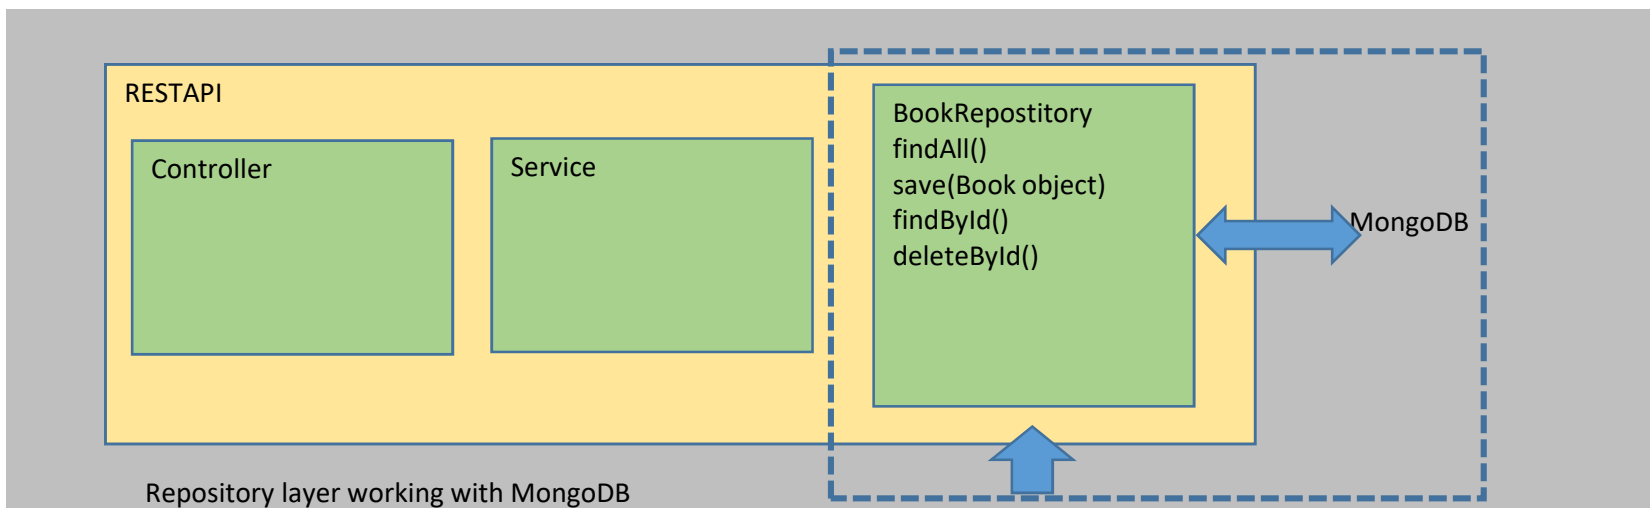 RESTAPI
Controller
Service
BookRepostitory
findAll()
save(Book object)
findById()
deleteById()
MongoDB
Repository layer working with MongoDB